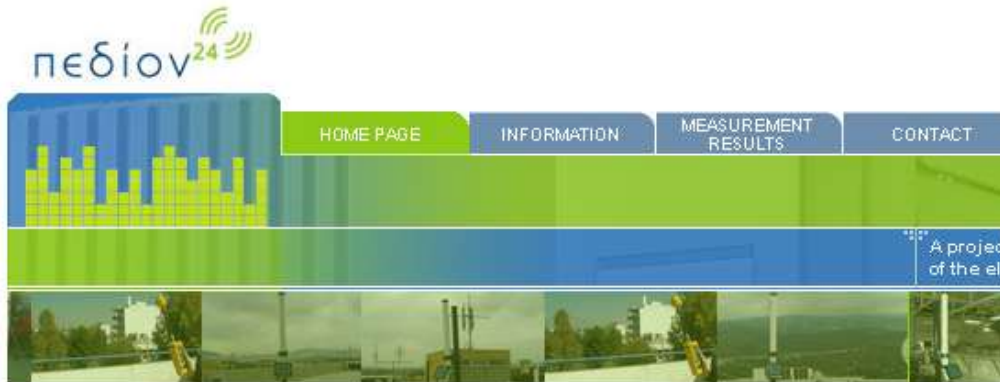 πεδίον24
HOME PAGE
INFORMATION
MEASUREMENT
RESULTS
CONTACT
A projec
of the el